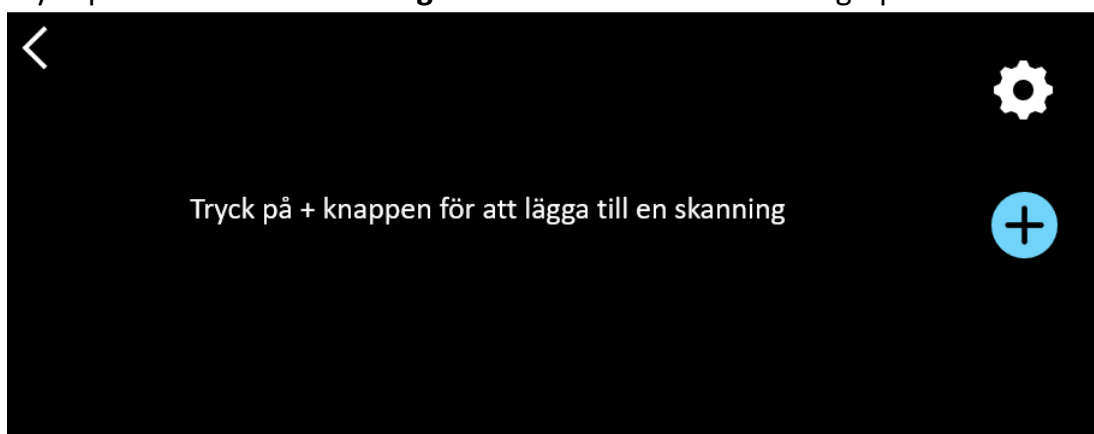 Tryck på + knappen för att lägga till en skanning